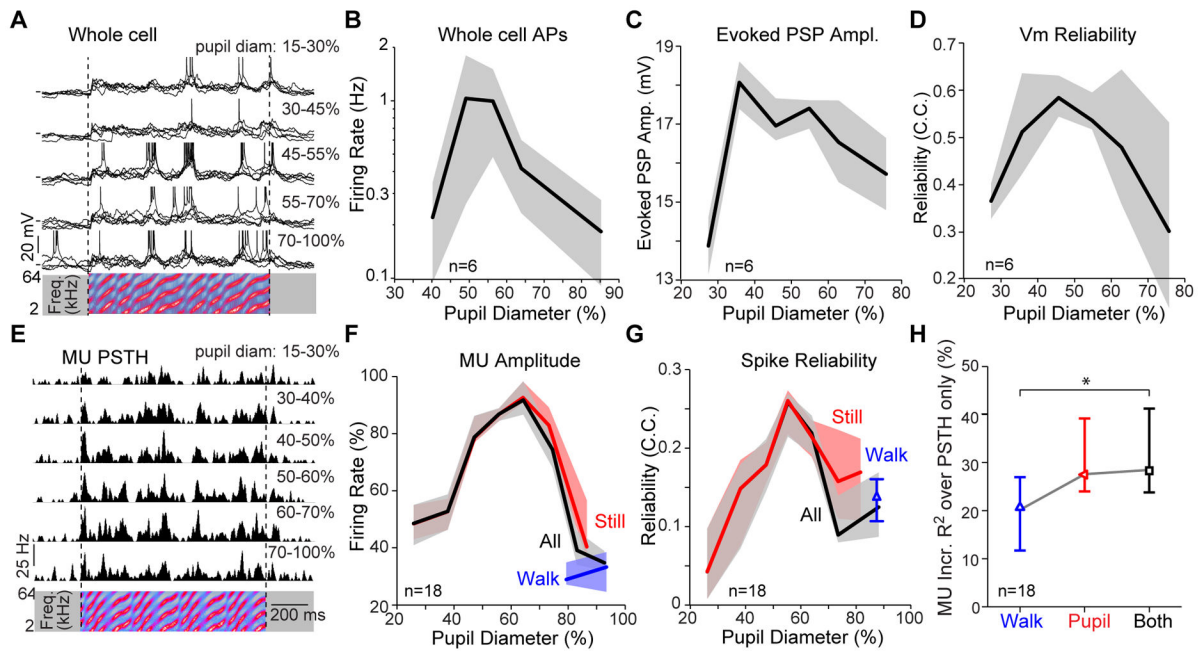 A
Whole cell
pupil diam: 15-30%
30-45%
45-55%
55-70%
70-100%
20 mV
64
2
Freq.
(kHz)
B
Whole cell APs
Firing Rate (Hz)
2
1
0.3
0.1
30 40 50 60 70 80 90
Pupil Diameter (%)
n=6
C
Evoked PSP Ampl.
Evoked PSP Amp. (mV)
19
18
17
16
15
14
13
20 30 40 50 60 70 80
Pupil Diameter (%)
n=6
D
Vm Reliability
Reliability (C.C.)
0.7
0.6
0.5
0.4
0.3
0.2
20 30 40 50 60 70 80
Pupil Diameter (%)
n=6
E
MU PSTH
pupil diam: 15-30%
30-40%
40-50%
50-60%
60-70%
70-100%
25 Hz
64
2
Freq.
(kHz)
200 ms
F
MU Amplitude
Firing Rate (%)
100
80
60
40
20
20 40 60 80 100
Pupil Diameter (%)
All
Still
Walk
n=18
G
Spike Reliability
Reliability (C.C.)
0.3
0.2
0.1
0
20 40 60 80 100
Pupil Diameter (%)
Still
Walk
All
n=18
H
MU Incr. R² over PSTH only (%)
50
40
30
20
10
0
*
n=18
Walk Pupil Both